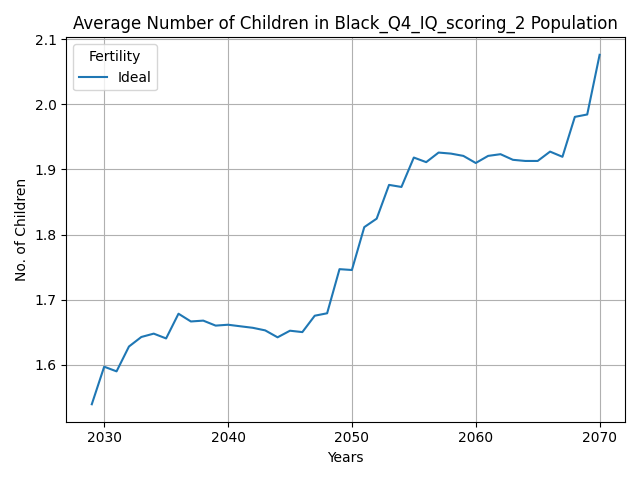 Average Number of Children in Black_Q4_IQ_scoring_2 Population
Fertility
Ideal
No. of Children
2.1
2.0
1.9
1.8
1.7
1.6
2030 2040 2050 2060 2070
Years